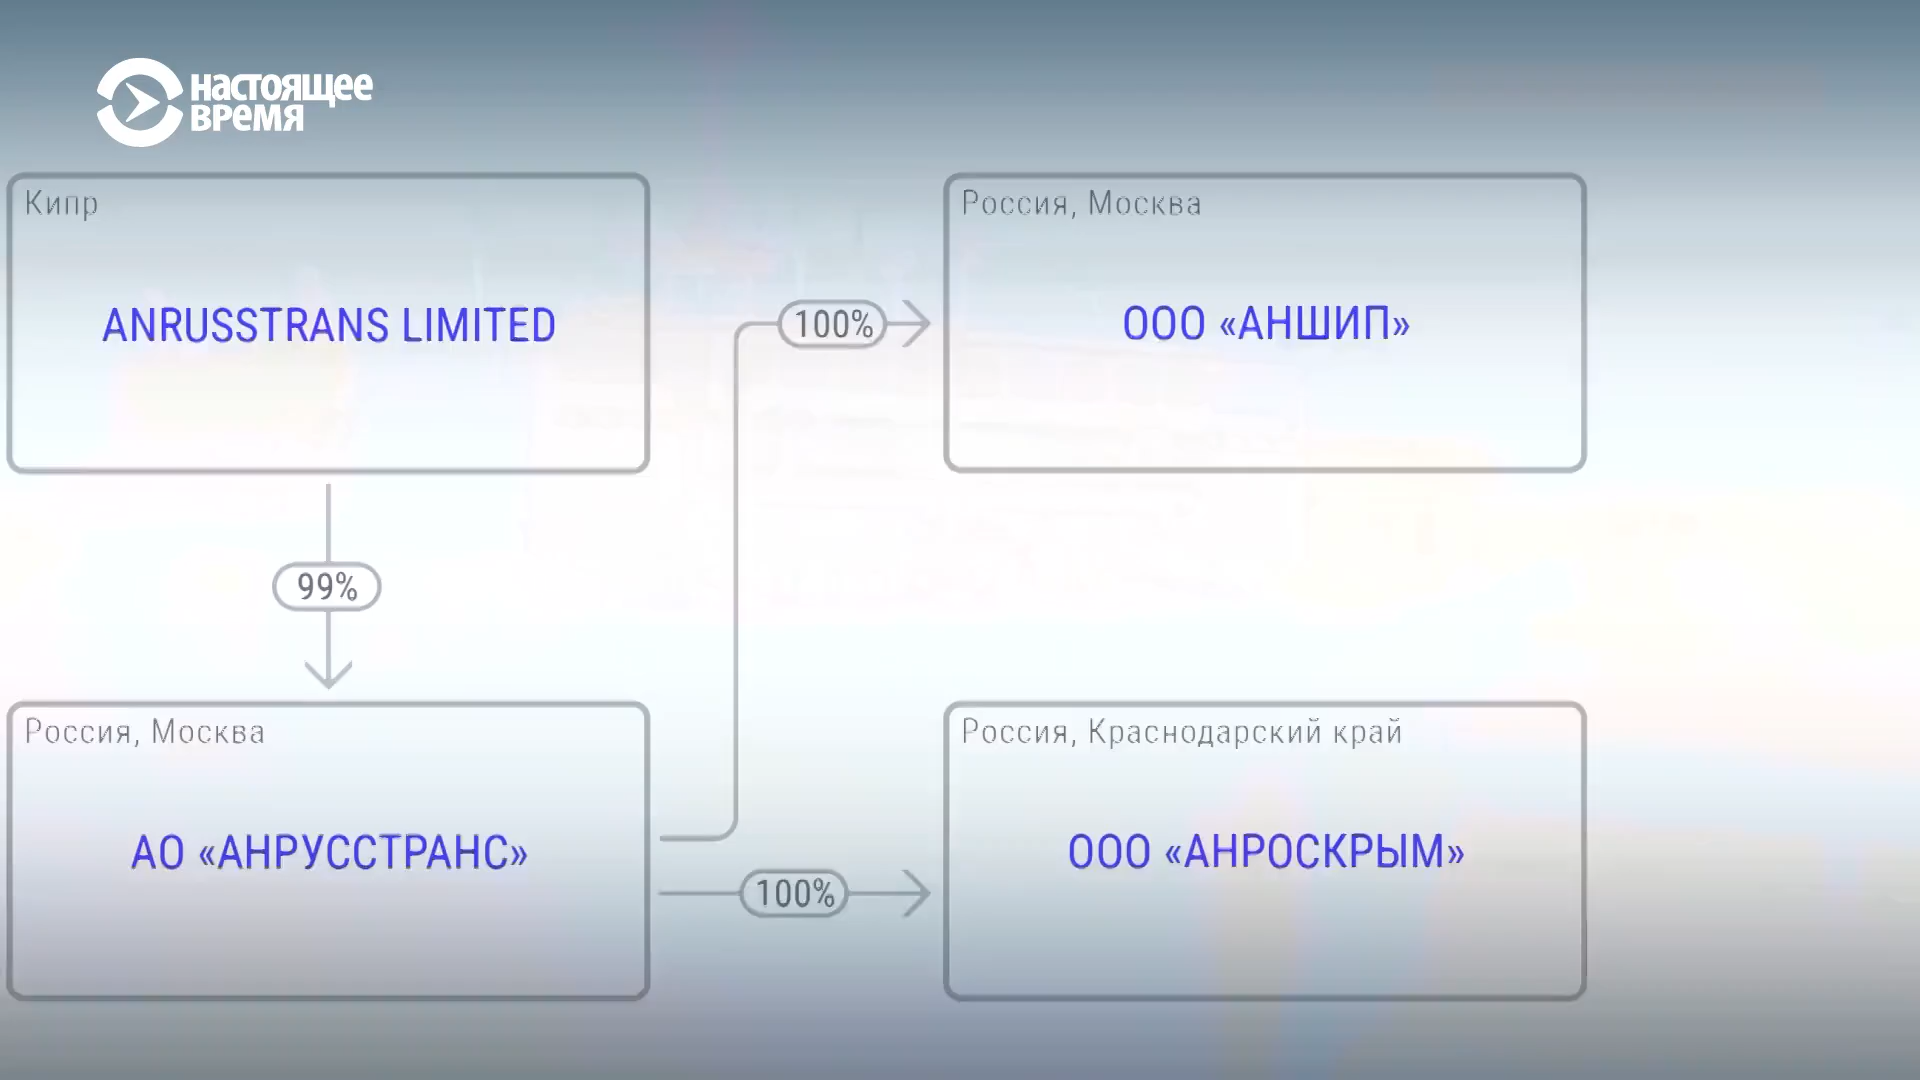 НАСТОЯЩЕЕ
ВРЕМЯ
Кипр
ANRUSSTRANS LIMITED
99%
Россия, Москва
АО «АНРУССТРАНС»
100%
Россия, Москва
ООО «АНШИП»
100%
Россия, Краснодарский край
ООО «АНРОСКРЫМ»